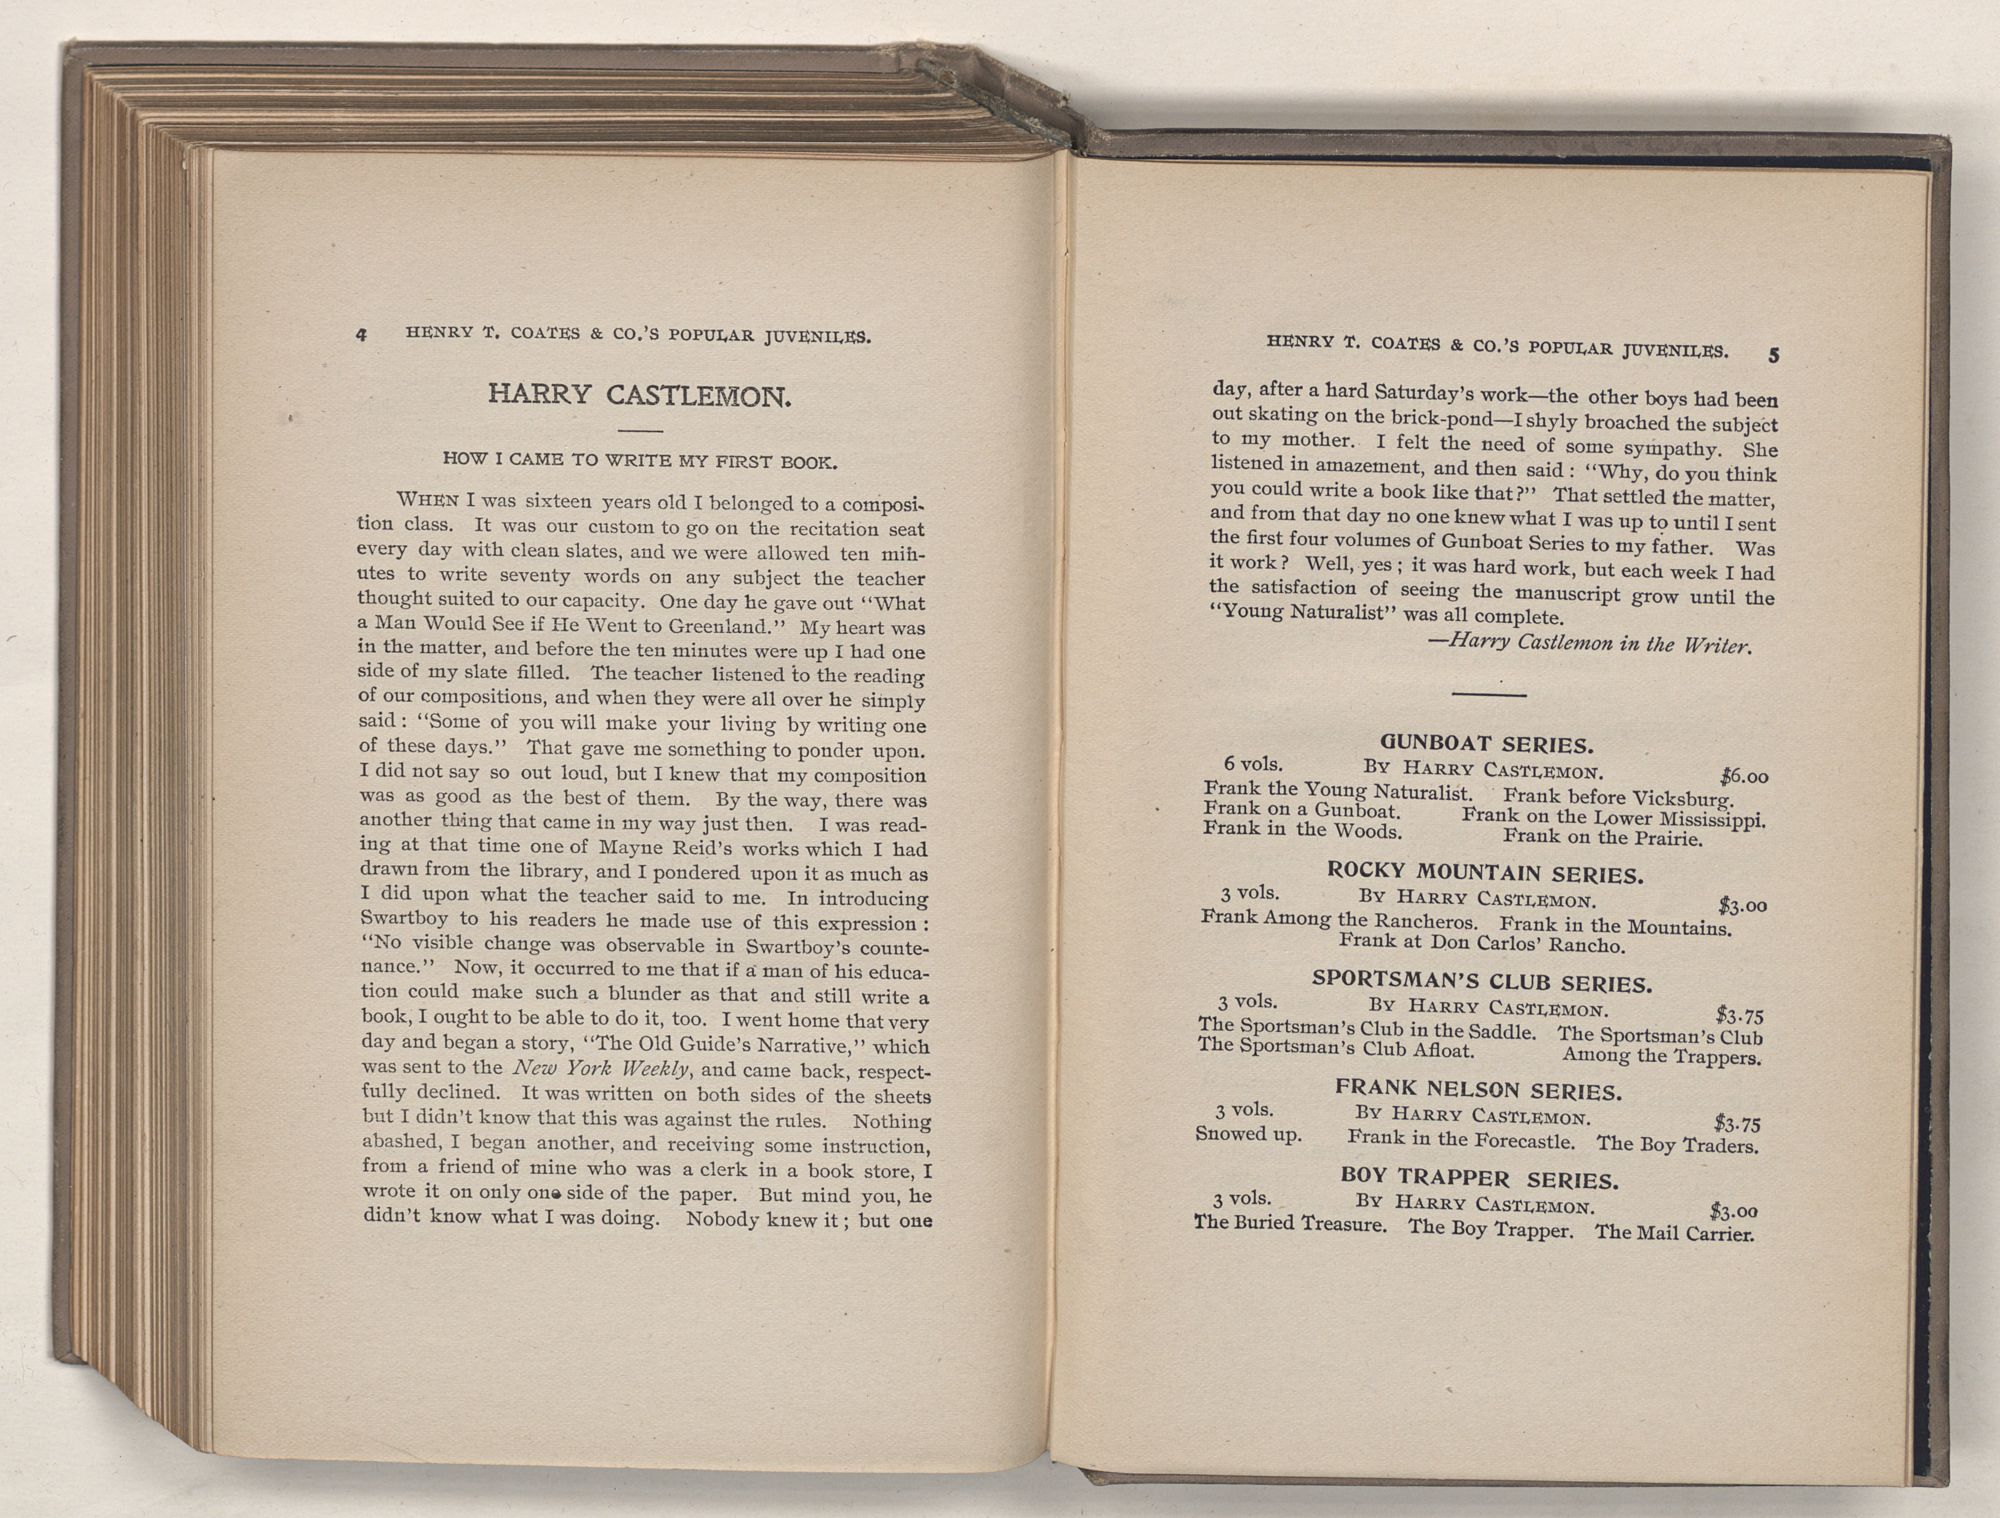 4 HENRY T. COATES & CO.'S POPULAR JUVENILES.
HARRY CASTLEMON.
HOW I CAME TO WRITE MY FIRST BOOK.
WHEN I was sixteen years old I belonged to a composi-
tion class. It was our custom to go on the recitation seat
every day with clean slates, and we were allowed ten min-
utes to write seventy words on any subject the teacher
thought suited to our capacity. One day he gave out "What
a Man Would See if He Went to Greenland." My heart was
in the matter, and before the ten minutes were up I had one
side of my slate filled. The teacher listened to the reading
of our compositions, and when they were all over he simply
said: "Some of you will make your living by writing one
of these days." That gave me something to ponder upon.
I did not say so out loud, but I knew that my composition
was as good as the best of them. By the way, there was
another thing that came in my way just then. I was read-
ing at that time one of Mayne Reid's works which I had
drawn from the library, and I pondered upon it as much as
I did upon what the teacher said to me. In introducing
Swartboy to his readers he made use of this expression:
"No visible change was observable in Swartboy's counte-
nance." Now, it occurred to me that if a man of his educa-
tion could make such a blunder as that and still write a
book, I ought to be able to do it, too. I went home that very
day and began a story, "The Old Guide's Narrative," which
was sent to the New York Weekly, and came back, respect-
fully declined. It was written on both sides of the sheets
but I didn't know that this was against the rules. Nothing
abashed, I began another, and receiving some instruction,
from a friend of mine who was a clerk in a book store, I
wrote it on only one side of the paper. But mind you, he
didn't know what I was doing. Nobody knew it; but one
HENRY T. COATES & CO.'S POPULAR JUVENILES. 5
day, after a hard Saturday's work—the other boys had been
out skating on the brick-pond—I shyly broached the subject
to my mother. I felt the need of some sympathy. She
listened in amazement, and then said: "Why, do you think
you could write a book like that?" That settled the matter,
and from that day no one knew what I was up to until I sent
the first four volumes of Gunboat Series to my father. Was
it work? Well, yes; it was hard work, but each week I had
the satisfaction of seeing the manuscript grow until the
"Young Naturalist" was all complete.
—Harry Castlemon in the Writer.
GUNBOAT SERIES.
6 vols. BY HARRY CASTLEMON. $6.00
Frank the Young Naturalist. Frank before Vicksburg.
Frank on a Gunboat. Frank on the Lower Mississippi.
Frank in the Woods. Frank on the Prairie.
ROCKY MOUNTAIN SERIES.
3 vols. BY HARRY CASTLEMON. $3.00
Frank Among the Rancheros. Frank in the Mountains.
Frank at Don Carlos' Rancho.
SPORTSMAN'S CLUB SERIES.
3 vols. BY HARRY CASTLEMON. $3.75
The Sportsman's Club in the Saddle. The Sportsman's Club
The Sportsman's Club Afloat. Among the Trappers.
FRANK NELSON SERIES.
3 vols. BY HARRY CASTLEMON. $3.75
Snowed up. Frank in the Forecastle. The Boy Traders.
BOY TRAPPER SERIES.
3 vols. BY HARRY CASTLEMON. $3.00
The Buried Treasure. The Boy Trapper. The Mail Carrier.